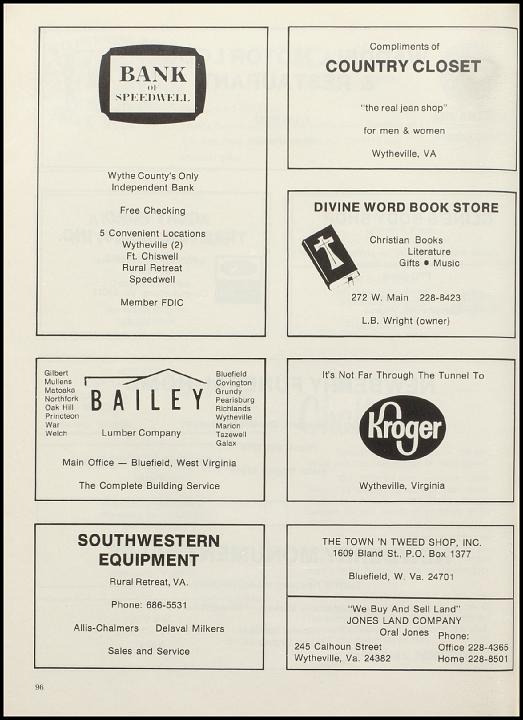 BANK
OF
SPEEDWELL
Wythe County's Only
Independent Bank
Free Checking
5 Convenient Locations
Wytheville (2)
Ft. Chiswell
Rural Retreat
Speedwell
Member FDIC
Compliments of
COUNTRY CLOSET
"the real jean shop"
for men & women
Wytheville, VA
DIVINE WORD BOOK STORE
Christian Books
Literature
Gifts • Music
272 W. Main 228-8423
L.B. Wright (owner)
Gilbert
Mullens
Matoaka
Northfork
Oak Hill
Princeton
War
Welch
BAILEY
Lumber Company
Bluefield
Covington
Grundy
Pearisburg
Richlands
Wytheville
Marion
Tazewell
Galax
Main Office — Bluefield, West Virginia
The Complete Building Service
It's Not Far Through The Tunnel To
Kroger
Wytheville, Virginia
SOUTHWESTERN
EQUIPMENT
Rural Retreat, VA.
Phone: 686-5531
Allis-Chalmers Delaval Milkers
Sales and Service
THE TOWN 'N TWEED SHOP, INC.
1609 Bland St., P.O. Box 1377
Bluefield, W. Va. 24701
"We Buy And Sell Land"
JONES LAND COMPANY
Oral Jones
Phone:
245 Calhoun Street Office 228-4365
Wytheville, Va. 24382 Home 228-8501
96